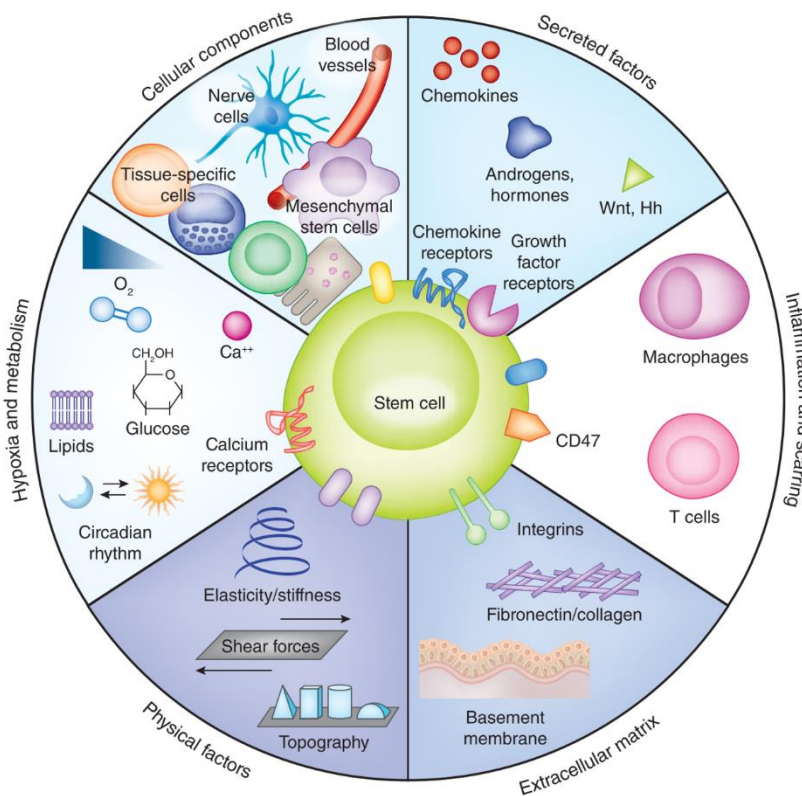 Cellular components
Blood
vessels
Nerve
cells
Tissue-specific
cells
Mesenchymal
stem cells
Secreted factors
Chemokines
Androgens,
hormones
Wnt, Hh
Chemokine
receptors
Growth
factor
receptors
Inflammation and scarring
Macrophages
CD47
T cells
Hypoxia and metabolism
O2
Ca++
CH2OH
O
Glucose
Lipids
Calcium
receptors
Circadian
rhythm
Stem cell
Physical factors
Elasticity/stiffness
Shear forces
Topography
Extracellular matrix
Integrins
Fibronectin/collagen
Basement
membrane